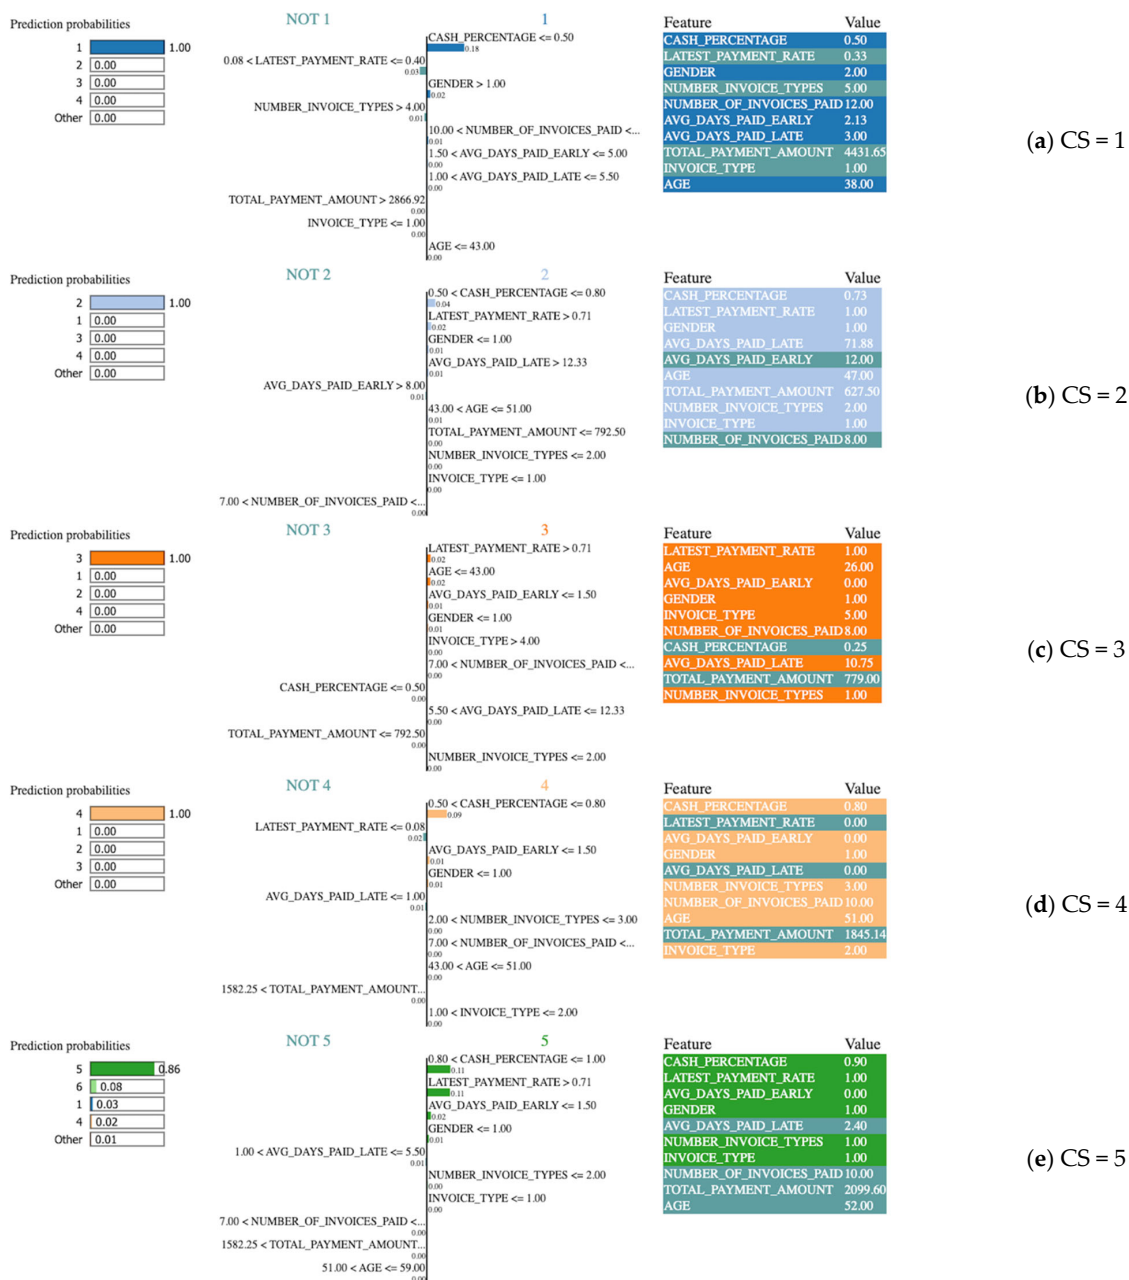 Prediction probabilities
1 1.00
2 0.00
3 0.00
4 0.00
Other 0.00
NOT 1 1
CASH_PERCENTAGE <= 0.50
0.18
0.08 < LATEST_PAYMENT_RATE <= 0.40
0.03
GENDER > 1.00
0.02
NUMBER_INVOICE_TYPES > 4.00
0.01
10.00 < NUMBER_OF_INVOICES_PAID <...
0.01
1.50 < AVG_DAYS_PAID_EARLY <= 5.00
0.00
1.00 < AVG_DAYS_PAID_LATE <= 5.50
0.00
TOTAL_PAYMENT_AMOUNT > 2866.92
0.00
INVOICE_TYPE <= 1.00
0.00
AGE <= 43.00
0.00
Feature Value
CASH_PERCENTAGE 0.50
LATEST_PAYMENT_RATE 0.33
GENDER 2.00
NUMBER_INVOICE_TYPES 5.00
NUMBER_OF_INVOICES_PAID 12.00
AVG_DAYS_PAID_EARLY 2.13
AVG_DAYS_PAID_LATE 3.00
TOTAL_PAYMENT_AMOUNT 4431.65
INVOICE_TYPE 1.00
AGE 38.00
(a) CS = 1
Prediction probabilities
2 1.00
1 0.00
3 0.00
4 0.00
Other 0.00
NOT 2 2
0.50 < CASH_PERCENTAGE <= 0.80
0.04
LATEST_PAYMENT_RATE > 0.71
0.02
GENDER <= 1.00
0.01
AVG_DAYS_PAID_LATE > 12.33
0.01
AVG_DAYS_PAID_EARLY > 8.00
0.01
43.00 < AGE <= 51.00
0.01
TOTAL_PAYMENT_AMOUNT <= 792.50
0.00
NUMBER_INVOICE_TYPES <= 2.00
0.00
INVOICE_TYPE <= 1.00
0.00
7.00 < NUMBER_OF_INVOICES_PAID <...
0.00
Feature Value
CASH_PERCENTAGE 0.73
LATEST_PAYMENT_RATE 1.00
GENDER 1.00
AVG_DAYS_PAID_LATE 71.88
AVG_DAYS_PAID_EARLY 12.00
AGE 47.00
TOTAL_PAYMENT_AMOUNT 627.50
NUMBER_INVOICE_TYPES 2.00
INVOICE_TYPE 1.00
NUMBER_OF_INVOICES_PAID 8.00
(b) CS = 2
Prediction probabilities
3 1.00
1 0.00
2 0.00
4 0.00
Other 0.00
NOT 3 3
LATEST_PAYMENT_RATE > 0.71
0.02
AGE <= 43.00
0.02
AVG_DAYS_PAID_EARLY <= 1.50
0.01
GENDER <= 1.00
0.01
INVOICE_TYPE > 4.00
0.00
7.00 < NUMBER_OF_INVOICES_PAID <...
0.00
CASH_PERCENTAGE <= 0.50
0.00
5.50 < AVG_DAYS_PAID_LATE <= 12.33
0.00
TOTAL_PAYMENT_AMOUNT <= 792.50
0.00
NUMBER_INVOICE_TYPES <= 2.00
0.00
Feature Value
LATEST_PAYMENT_RATE 1.00
AGE 26.00
AVG_DAYS_PAID_EARLY 0.00
GENDER 1.00
INVOICE_TYPE 5.00
NUMBER_OF_INVOICES_PAID 8.00
CASH_PERCENTAGE 0.25
AVG_DAYS_PAID_LATE 10.75
TOTAL_PAYMENT_AMOUNT 779.00
NUMBER_INVOICE_TYPES 1.00
(c) CS = 3
Prediction probabilities
4 1.00
1 0.00
2 0.00
3 0.00
Other 0.00
NOT 4 4
0.50 < CASH_PERCENTAGE <= 0.80
0.09
LATEST_PAYMENT_RATE <= 0.08
0.02
AVG_DAYS_PAID_EARLY <= 1.50
0.01
GENDER <= 1.00
0.01
AVG_DAYS_PAID_LATE <= 1.00
0.01
2.00 < NUMBER_INVOICE_TYPES <= 3.00
0.00
7.00 < NUMBER_OF_INVOICES_PAID <...
0.00
43.00 < AGE <= 51.00
0.00
1582.25 < TOTAL_PAYMENT_AMOUNT...
0.00
1.00 < INVOICE_TYPE <= 2.00
0.00
Feature Value
CASH_PERCENTAGE 0.80
LATEST_PAYMENT_RATE 0.00
AVG_DAYS_PAID_EARLY 0.00
GENDER 1.00
AVG_DAYS_PAID_LATE 0.00
NUMBER_INVOICE_TYPES 3.00
NUMBER_OF_INVOICES_PAID 10.00
AGE 51.00
TOTAL_PAYMENT_AMOUNT 1845.14
INVOICE_TYPE 2.00
(d) CS = 4
Prediction probabilities
5 0.86
6 0.08
1 0.03
4 0.02
Other 0.01
NOT 5 5
0.80 < CASH_PERCENTAGE <= 1.00
0.11
LATEST_PAYMENT_RATE > 0.71
0.11
AVG_DAYS_PAID_EARLY <= 1.50
0.02
GENDER <= 1.00
0.01
1.00 < AVG_DAYS_PAID_LATE <= 5.50
0.01
NUMBER_INVOICE_TYPES <= 2.00
0.00
INVOICE_TYPE <= 1.00
0.00
7.00 < NUMBER_OF_INVOICES_PAID <...
0.00
1582.25 < TOTAL_PAYMENT_AMOUNT...
0.00
51.00 < AGE <= 59.00
0.00
Feature Value
CASH_PERCENTAGE 0.90
LATEST_PAYMENT_RATE 1.00
AVG_DAYS_PAID_EARLY 0.00
GENDER 1.00
AVG_DAYS_PAID_LATE 2.40
NUMBER_INVOICE_TYPES 1.00
INVOICE_TYPE 1.00
NUMBER_OF_INVOICES_PAID 10.00
TOTAL_PAYMENT_AMOUNT 2099.60
AGE 52.00
(e) CS = 5